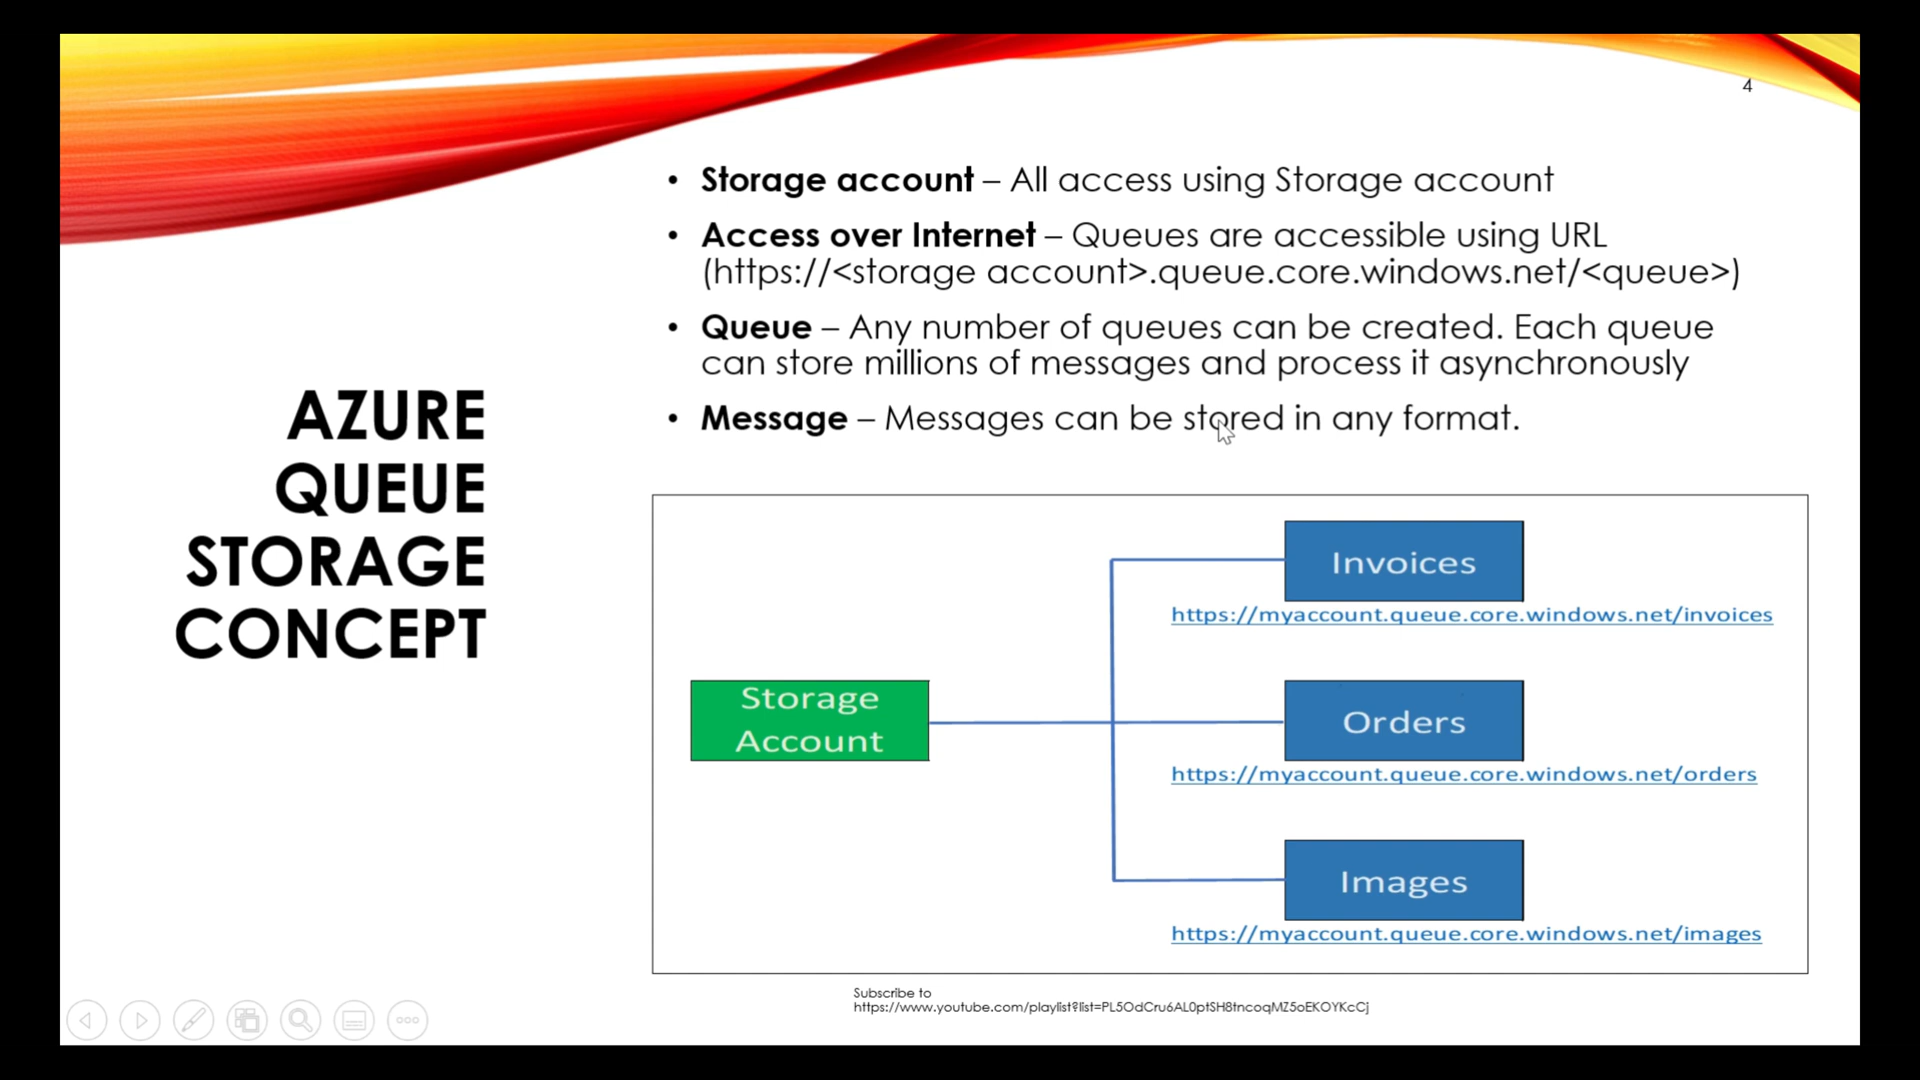 4
• Storage account – All access using Storage account
• Access over Internet – Queues are accessible using URL
(https://<storage account>.queue.core.windows.net/<queue>)
• Queue – Any number of queues can be created. Each queue
can store millions of messages and process it asynchronously
• Message – Messages can be stored in any format.
AZURE
QUEUE
STORAGE
CONCEPT
Invoices
https://myaccount.queue.core.windows.net/invoices
Storage
Account
Orders
https://myaccount.queue.core.windows.net/orders
Images
https://myaccount.queue.core.windows.net/images
Subscribe to
https://www.youtube.com/playlist?list=PL5OdCru6AL0ptSH8tncoqMZ5oEKOYKcCj